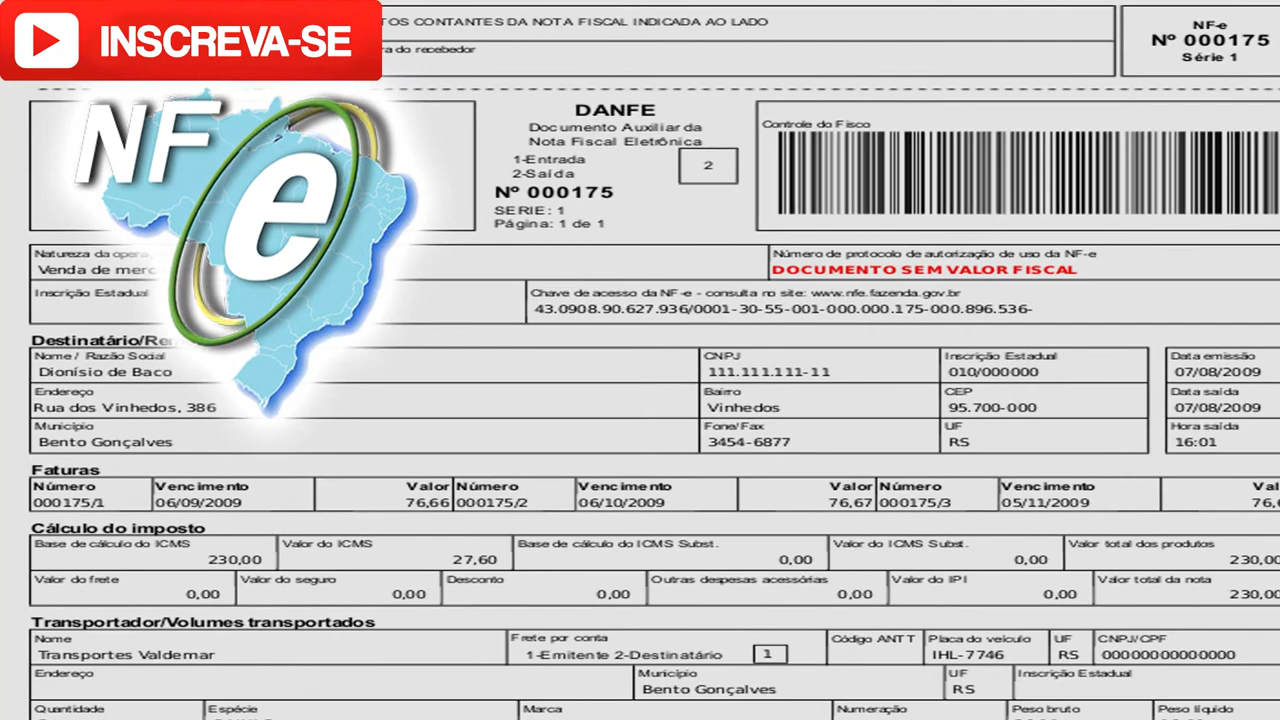 INSCREVA-SE
TOS CONTANTES DA NOTA FISCAL INDICADA AO LADO
ra do recebedor
NF-e
Nº 000175
Série 1
NF
e
DANFE
Documento Auxiliar da
Nota Fiscal Eletrônica
1-Entrada
2-Saída
2
Nº 000175
SERIE: 1
Página: 1 de 1
Controle do Fisco
Natureza da opera
Venda de merc
Número de protocolo de autorização de uso da NF-e
DOCUMENTO SEM VALOR FISCAL
Inscrição Estadual
Chave de acesso da NF-e - consulta no site: www.nfe.fazenda.gov.br
43.0908.90.627.936/0001-30-55-001-000.000.175-000.896.536-
Destinatário/Re
Nome / Razão Social CNPJ Inscrição Estadual Data emissão
Dionísio de Baco 111.111.111-11 010/000000 07/08/2009
Endereço Bairro CEP Data saída
Rua dos Vinhedos, 386 Vinhedos 95.700-000 07/08/2009
Município Fone/Fax UF Hora saída
Bento Gonçalves 3454-6877 RS 16:01
Faturas
Número Vencimento Valor Número Vencimento Valor Número Vencimento Val
000175/1 06/09/2009 76,66 000175/2 06/10/2009 76,67 000175/3 05/11/2009 76,6
Cálculo do imposto
Base de cálculo do ICMS Valor do ICMS Base de cálculo do ICMS Subst. Valor do ICMS Subst. Valor total dos produtos
230,00 27,60 0,00 0,00 230,00
Valor do frete Valor do seguro Desconto Outras despesas acessórias Valor do IPI Valor total da nota
0,00 0,00 0,00 0,00 0,00 230,00
Transportador/Volumes transportados
Nome Frete por conta Código ANTT Placa do veículo UF CNPJ/CPF
Transportes Valdemar 1-Emitente 2-Destinatário 1 IHL-7746 RS 00000000000000
Endereço Município UF Inscrição Estadual
Bento Gonçalves RS
Quantidade Espécie Marca Numeração Peso bruto Peso líquido